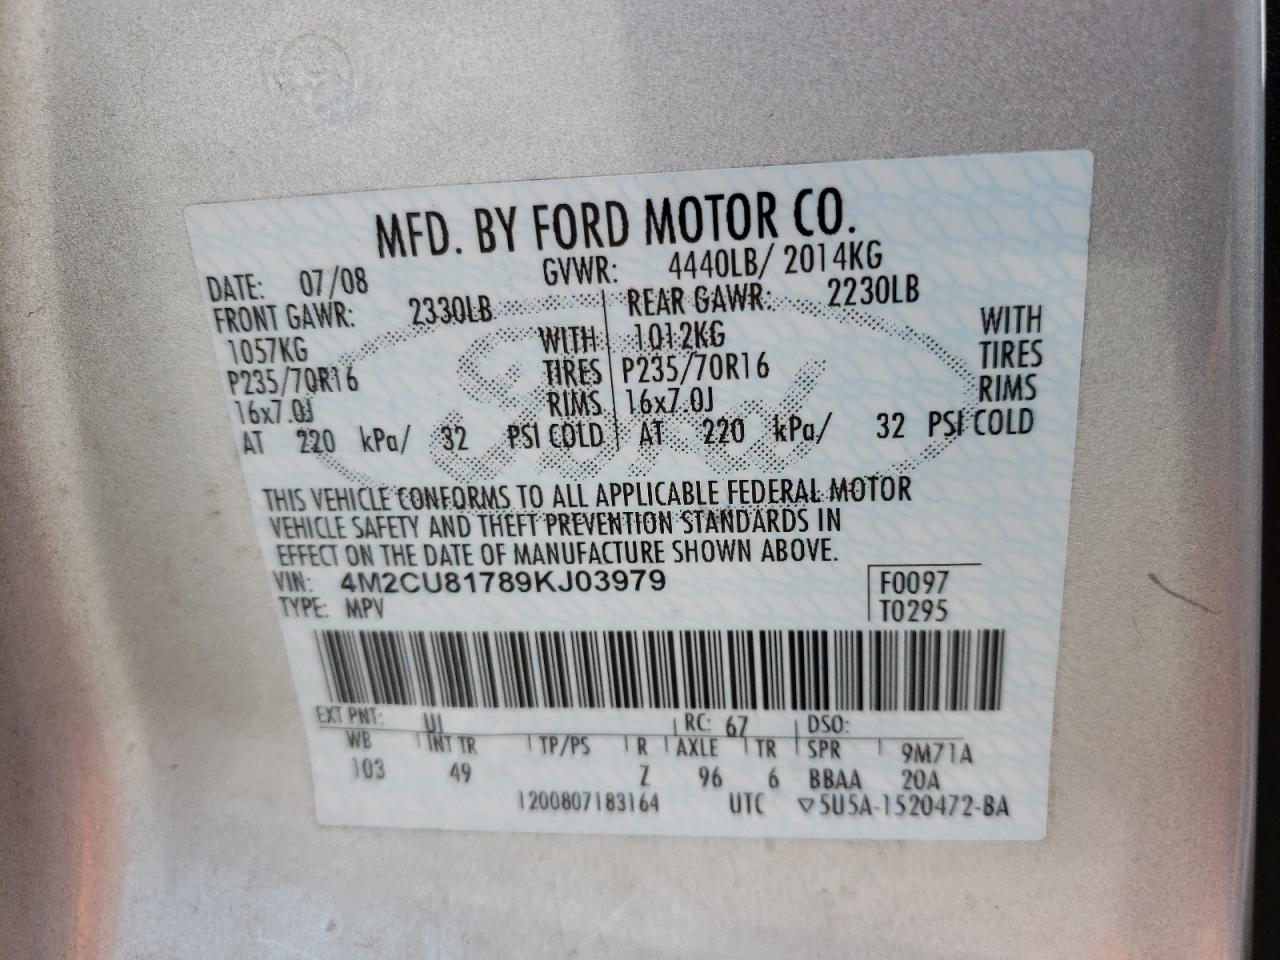 MFD. BY FORD MOTOR CO.
DATE: 07/08 GVWR: 4440LB/ 2014KG
FRONT GAWR: 2330LB REAR GAWR: 2230LB
1057KG WITH 1012KG WITH
P235/70R16 TIRES P235/70R16 TIRES
16x7.0J RIMS 16x7.0J RIMS
AT 220 kPa/ 32 PSI COLD AT 220 kPa/ 32 PSI COLD
Ford
THIS VEHICLE CONFORMS TO ALL APPLICABLE FEDERAL MOTOR
VEHICLE SAFETY AND THEFT PREVENTION STANDARDS IN
EFFECT ON THE DATE OF MANUFACTURE SHOWN ABOVE.
VIN: 4M2CU81789KJ03979 F0097
TYPE: MPV T0295
EXT PNT: UJ RC: 67 DSO:
WB INT TR TP/PS R AXLE TR SPR 9M71A
103 49 Z 96 6 BBAA 20A
1200807183164 UTC ▽5U5A-1520472-BA